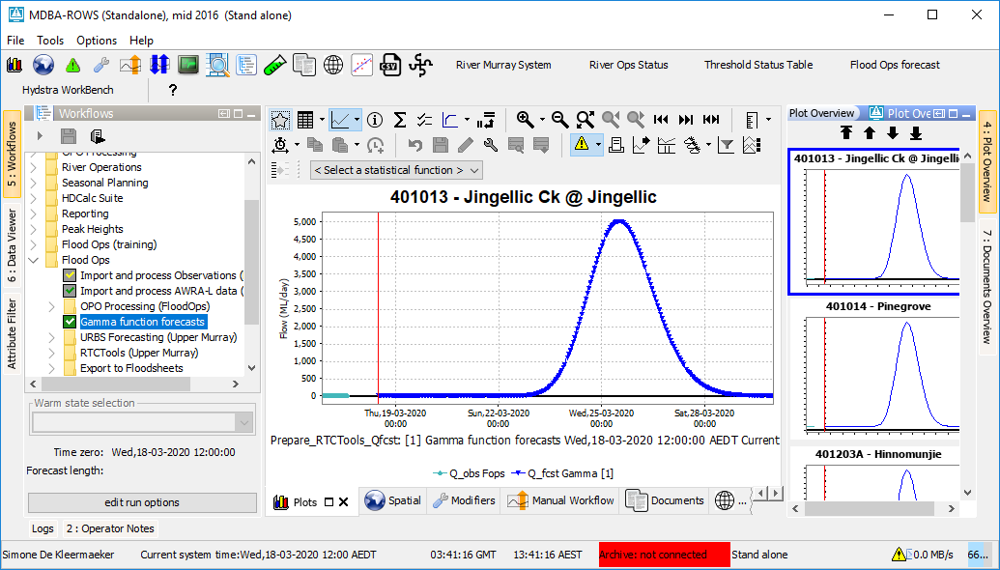 MDBA-ROWS (Standalone), mid 2016  (Stand alone)
File Tools Options Help
River Murray System River Ops Status Threshold Status Table Flood Ops forecast
Hydstra WorkBench ?
5 : Workflows
6 : Data Viewer
Attribute Filter
Workflows
OPO Processing
River Operations
Seasonal Planning
HDCalc Suite
Reporting
Peak Heights
Flood Ops (training)
Flood Ops
Import and process Observations (
Import and process AWRA-L data (
OPO Processing (FloodOps)
Gamma function forecasts
URBS Forecasting (Upper Murray)
RTCTools (Upper Murray)
Export to Floodsheets
Warm state selection
Time zero: Wed,18-03-2020 12:00:00
Forecast length:
edit run options
< Select a statistical function >
401013 - Jingellic Ck @ Jingellic
Flow (ML/day)
5,000
4,500
4,000
3,500
3,000
2,500
2,000
1,500
1,000
500
0
Thu,19-03-2020 00:00
Sun,22-03-2020 00:00
Wed,25-03-2020 00:00
Sat,28-03-2020 00:00
Prepare_RTCTools_Qfcst: [1] Gamma function forecasts Wed,18-03-2020 12:00:00 AEDT Current
Q_obs Fops Q_fcst Gamma [1]
Plots Spatial Modifiers Manual Workflow Documents ...
Plot Overview Plot Ove
401013 - Jingellic Ck @ Jingelli
401014 - Pinegrove
401203A - Hinnomunjie
4 : Plot Overview
7 : Documents Overview
Logs 2 : Operator Notes
Simone De Kleermaeker Current system time:Wed,18-03-2020 12:00 AEDT 03:41:16 GMT 13:41:16 AEST Archive: not connected Stand alone 0.0 MB/s 66...